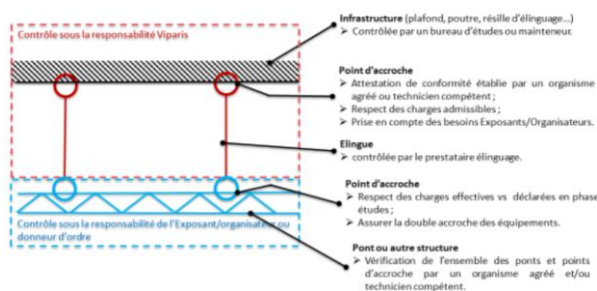 Contrôle sous la responsabilité Viparis
Infrastructure (plafond, poutre, résille d'élinguage...)
➢ Contrôlée par un bureau d'études ou mainteneur.
Point d'accroche
➢ Attestation de conformité établie par un organisme
agréé ou technicien compétent ;
➢ Respect des charges admissibles ;
➢ Prise en compte des besoins Exposants/Organisateurs.
Elingue
➢ contrôlée par le prestataire élinguage.
Point d'accroche
➢ Respect des charges effectives vs déclarées en phase
études ;
➢ Assurer la double accroche des équipements.
Contrôle sous la responsabilité de l'Exposant/organisateur ou
donneur d'ordre
Pont ou autre structure
➢ Vérification de l'ensemble des ponts et points
d'accroche par un organisme agréé et/ou
technicien compétent.